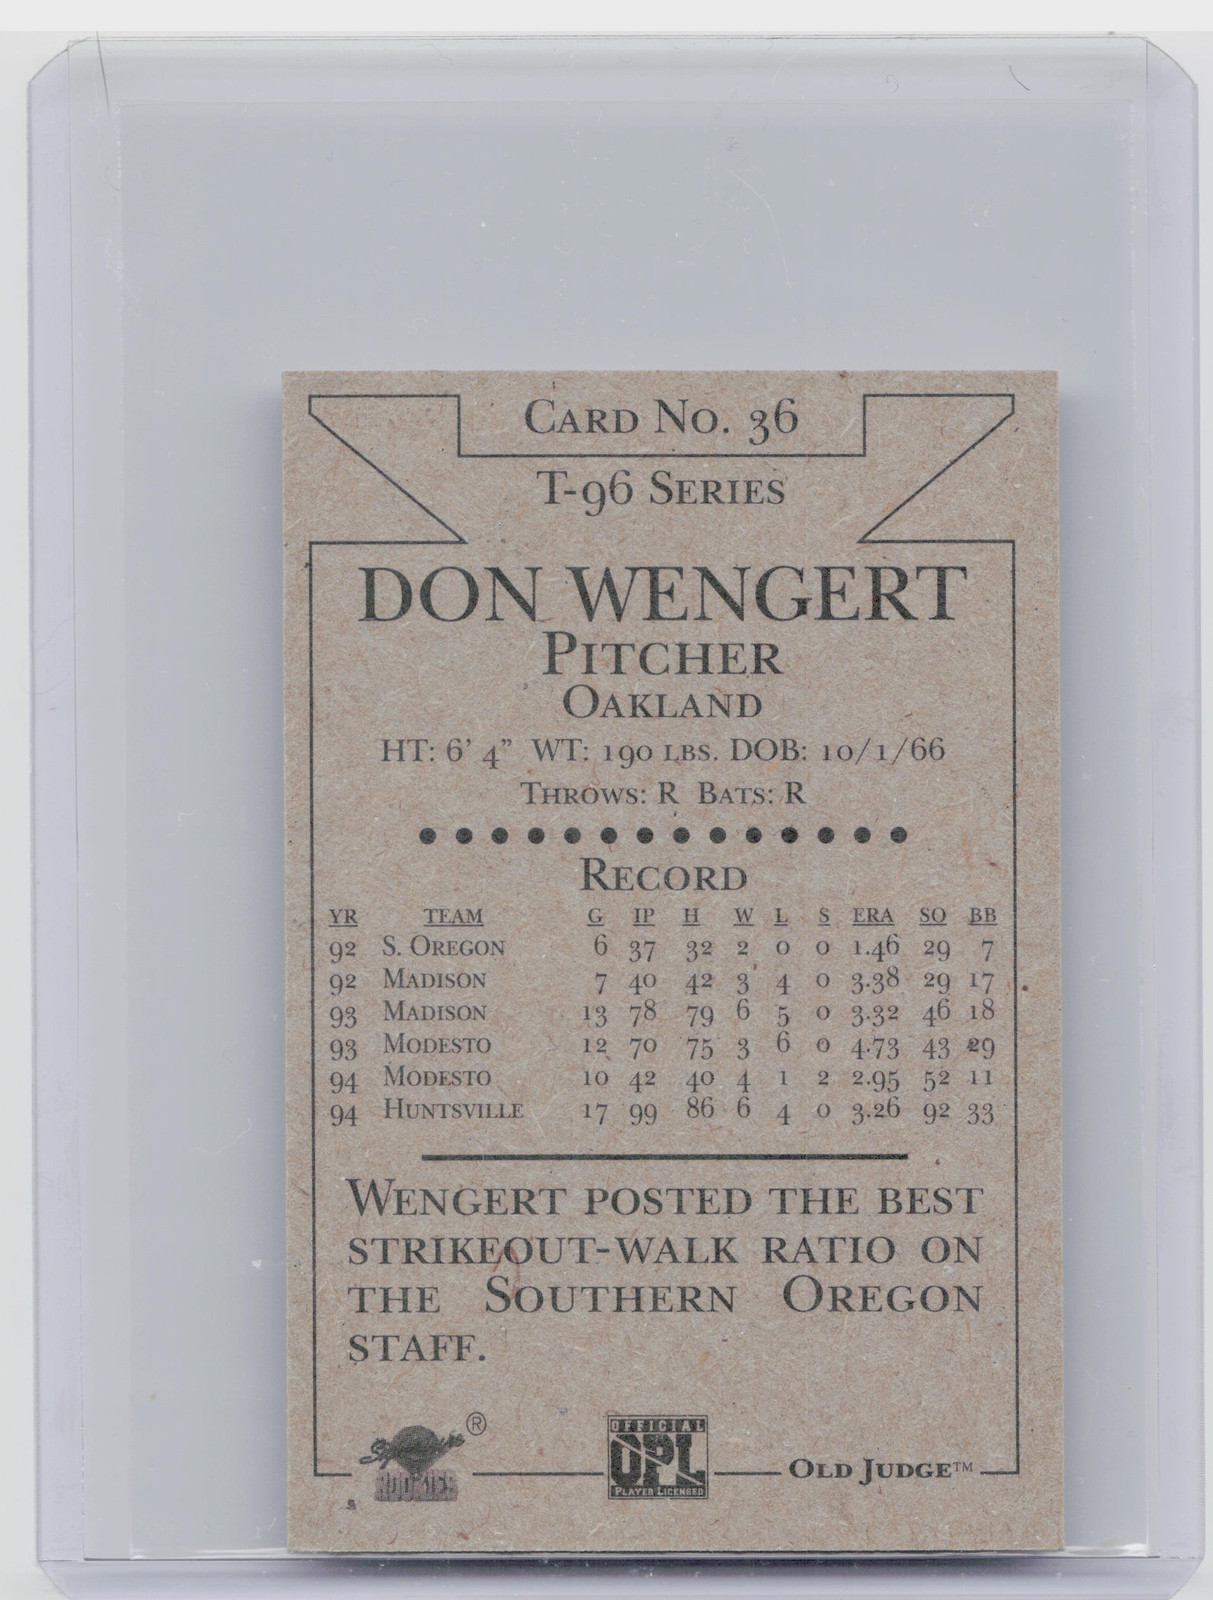 CARD NO. 36
T-96 SERIES
DON WENGERT
PITCHER
OAKLAND
HT: 6' 4" WT: 190 LBS. DOB: 10/1/66
THROWS: R BATS: R
RECORD
YR TEAM G IP H W L S ERA SO BB
92 S. OREGON 6 37 32 2 0 0 1.46 29 7
92 MADISON 7 40 42 3 4 0 3.38 29 17
93 MADISON 13 78 79 6 5 0 3.32 46 18
93 MODESTO 12 70 75 3 6 0 4.73 43 29
94 MODESTO 10 42 40 4 1 2 2.95 52 11
94 HUNTSVILLE 17 99 86 6 4 0 3.26 92 33
WENGERT POSTED THE BEST
STRIKEOUT-WALK RATIO ON
THE SOUTHERN OREGON
STAFF.
Signature ®
ROOKIES
OFFICIAL
OPL
PLAYER LICENSED
OLD JUDGE™